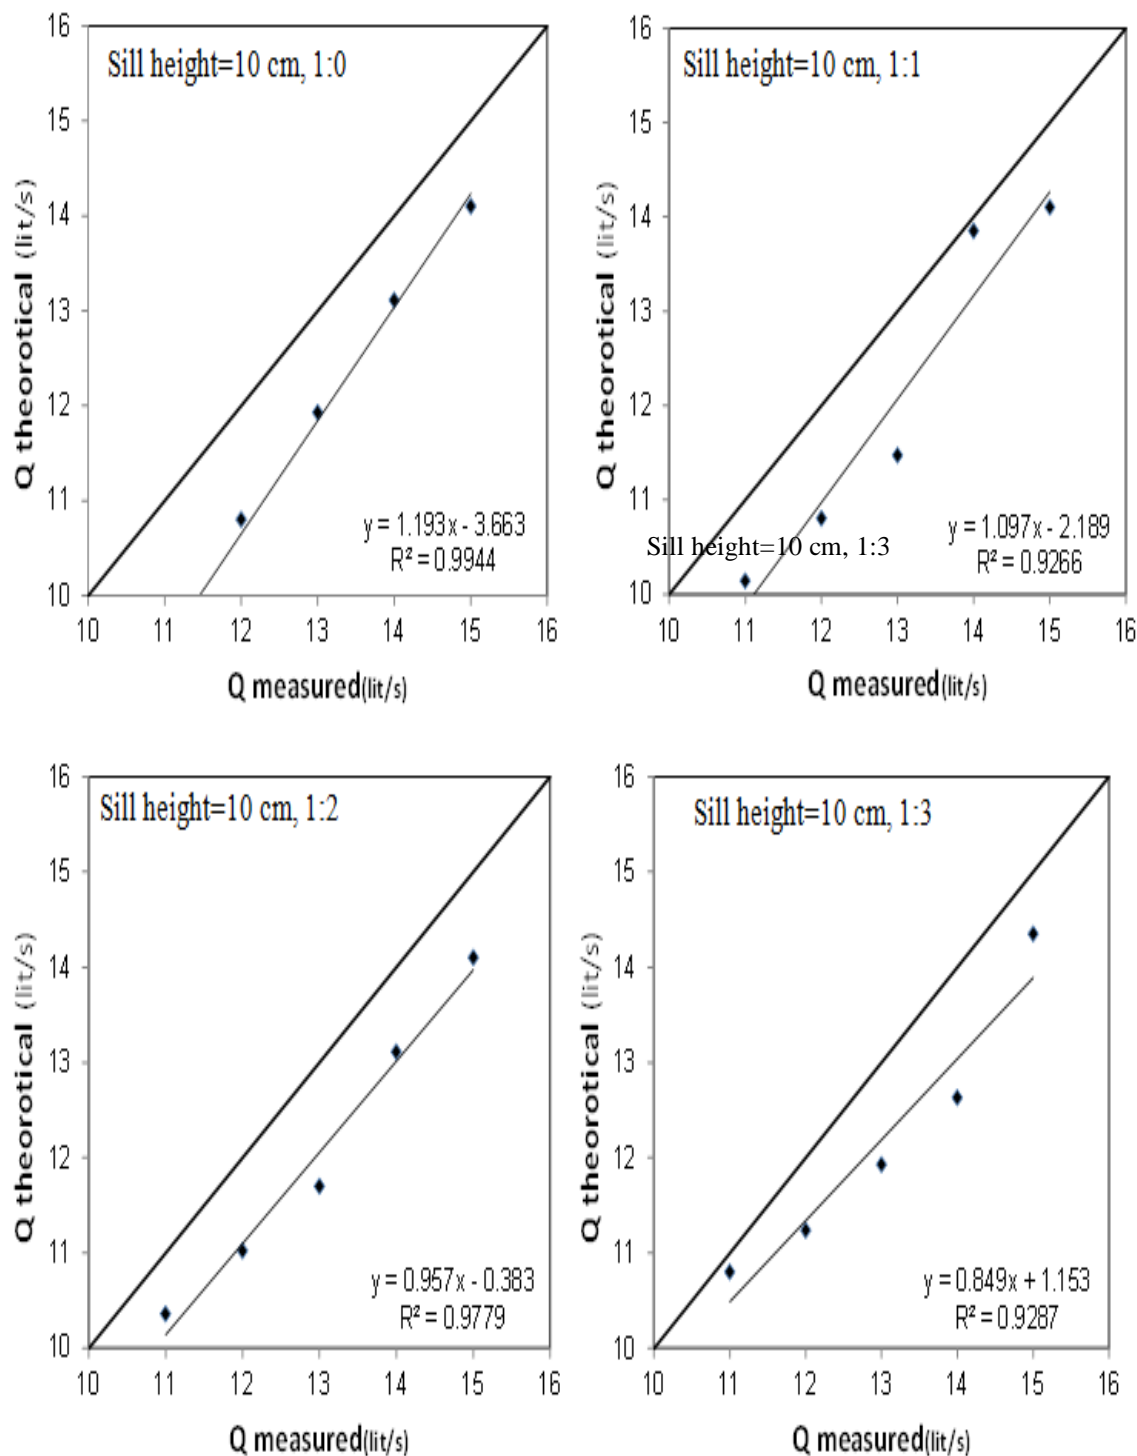 Sill height=10 cm, 1:0
16
15
14
13
12
11
10
Q theorotical (lit/s)
y = 1.193x - 3.663
R² = 0.9944
10 11 12 13 14 15 16
Q measured(lit/s)
Sill height=10 cm, 1:1
16
15
14
13
12
11
10
Q theorotical (lit/s)
y = 1.097x - 2.189
Sill height=10 cm, 1:3
R² = 0.9266
10 11 12 13 14 15 16
Q measured(lit/s)
Sill height=10 cm, 1:2
16
15
14
13
12
11
10
Q theorotical (lit/s)
y = 0.957x - 0.383
R² = 0.9779
10 11 12 13 14 15 16
Q measured(lit/s)
Sill height=10 cm, 1:3
16
15
14
13
12
11
10
Q theorotical (lit/s)
y = 0.849x + 1.153
R² = 0.9287
10 11 12 13 14 15 16
Q measured(lit/s)